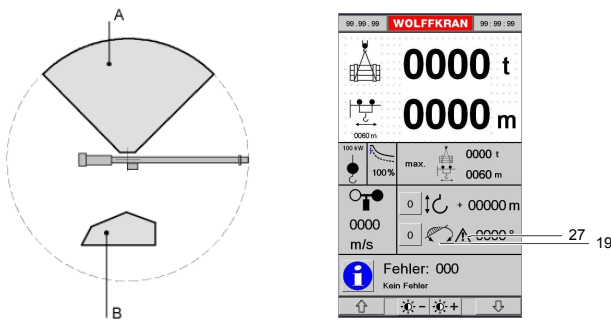 A
B
99.99.99 WOLFFKRAN 99:99:99
0000 t
0000 m
0060 m
100 kW
100%
max.
0000 t
0060 m
0000
m/s
0 + 00000 m
0 0000 °
27
19
i Fehler: 000
Kein Fehler
- +